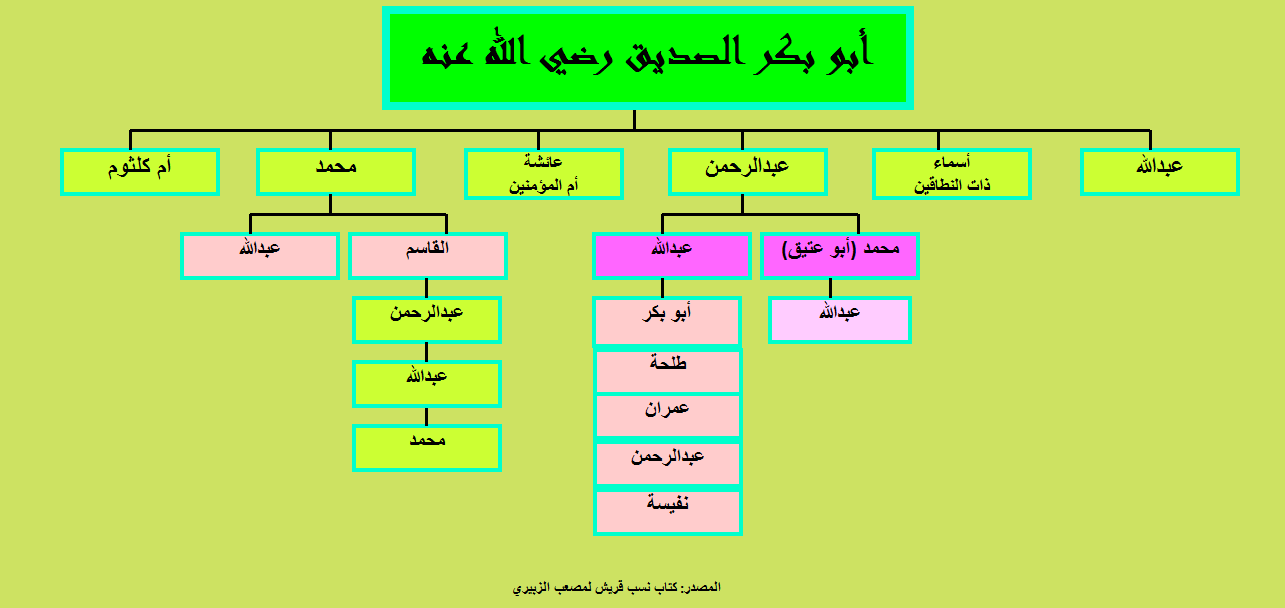 أبو بكر الصديق رضي الله عنه
عبدالله
أسماء
ذات النطاقين
عبدالرحمن
عائشة
أم المؤمنين
محمد
أم كلثوم
محمد (أبو عتيق)
عبدالله
القاسم
عبدالله
عبدالله
أبو بكر
عبدالرحمن
طلحة
عبدالله
عمران
محمد
عبدالرحمن
نفيسة
المصدر: كتاب نسب قريش لمصعب الزبيري